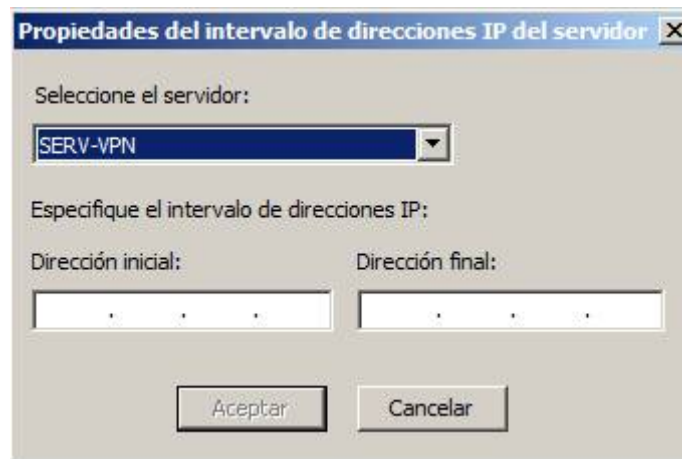 Propiedades del intervalo de direcciones IP del servidor
Seleccione el servidor:
SERV-VPN
Especifique el intervalo de direcciones IP:
Dirección inicial: Dirección final:
. . . . . .
Aceptar Cancelar